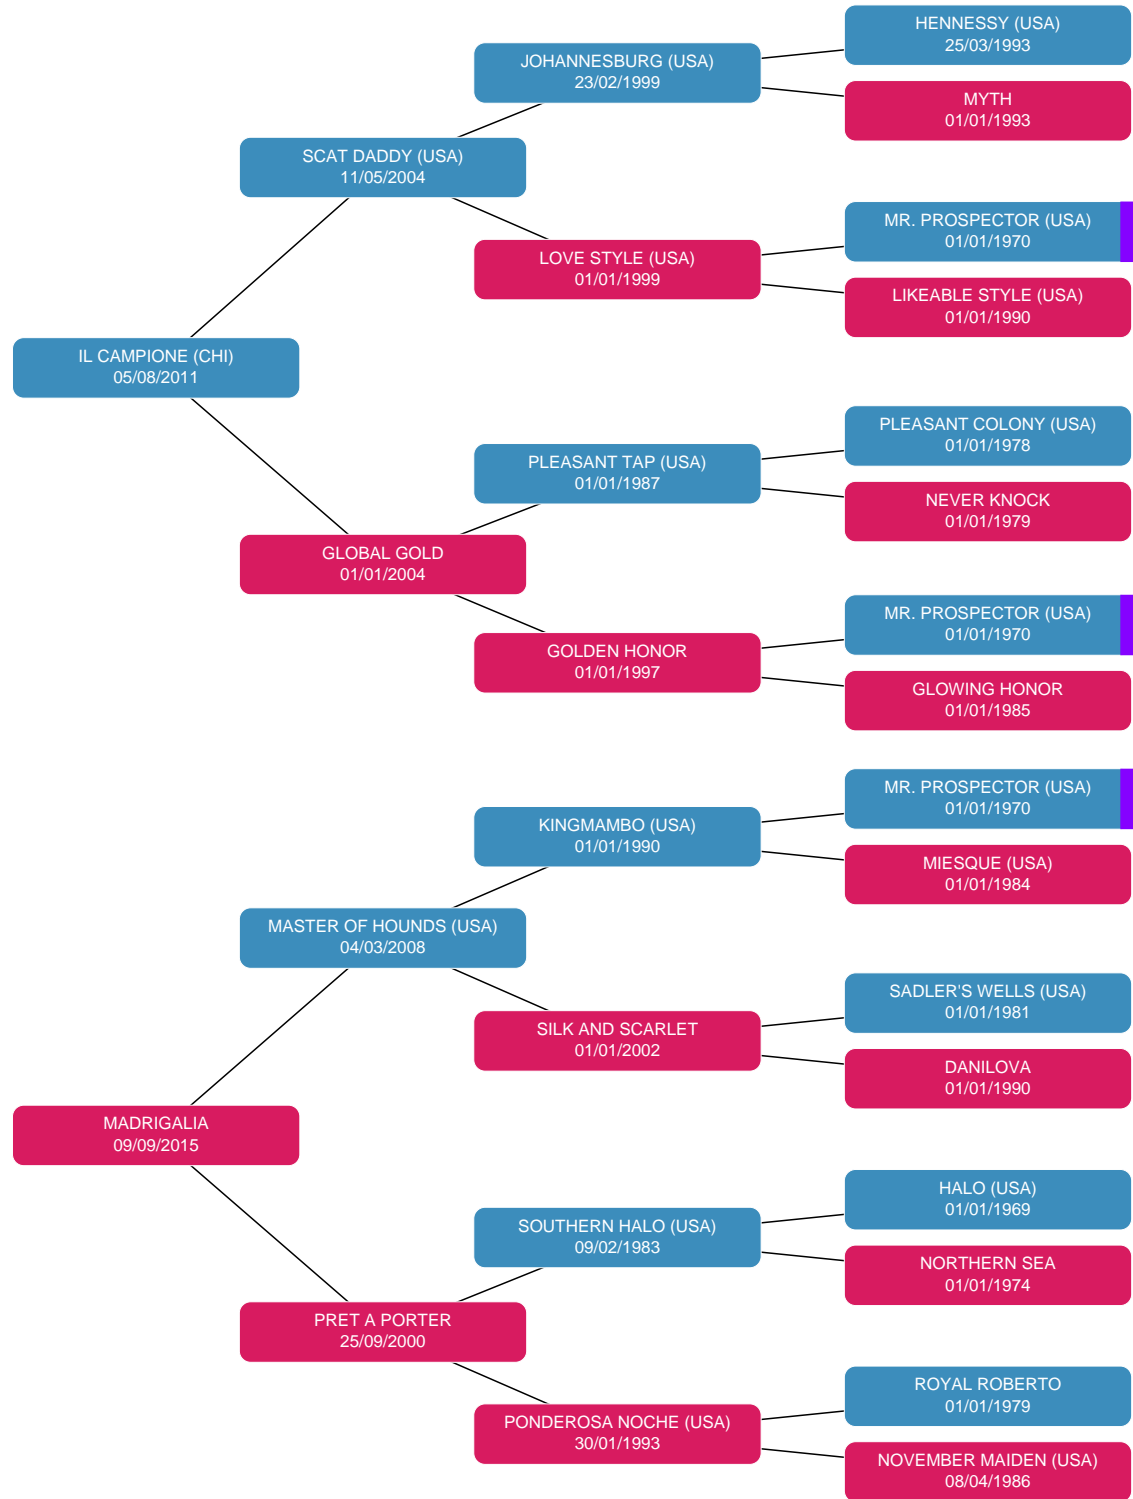 HENNESSY (USA)
25/03/1993
JOHANNESBURG (USA)
23/02/1999
MYTH
01/01/1993
SCAT DADDY (USA)
11/05/2004
MR. PROSPECTOR (USA)
01/01/1970
LOVE STYLE (USA)
01/01/1999
LIKEABLE STYLE (USA)
01/01/1990
IL CAMPIONE (CHI)
05/08/2011
PLEASANT COLONY (USA)
01/01/1978
PLEASANT TAP (USA)
01/01/1987
NEVER KNOCK
01/01/1979
GLOBAL GOLD
01/01/2004
MR. PROSPECTOR (USA)
01/01/1970
GOLDEN HONOR
01/01/1997
GLOWING HONOR
01/01/1985
MR. PROSPECTOR (USA)
01/01/1970
KINGMAMBO (USA)
01/01/1990
MIESQUE (USA)
01/01/1984
MASTER OF HOUNDS (USA)
04/03/2008
SADLER'S WELLS (USA)
01/01/1981
SILK AND SCARLET
01/01/2002
DANILOVA
01/01/1990
MADRIGALIA
09/09/2015
HALO (USA)
01/01/1969
SOUTHERN HALO (USA)
09/02/1983
NORTHERN SEA
01/01/1974
PRET A PORTER
25/09/2000
ROYAL ROBERTO
01/01/1979
PONDEROSA NOCHE (USA)
30/01/1993
NOVEMBER MAIDEN (USA)
08/04/1986